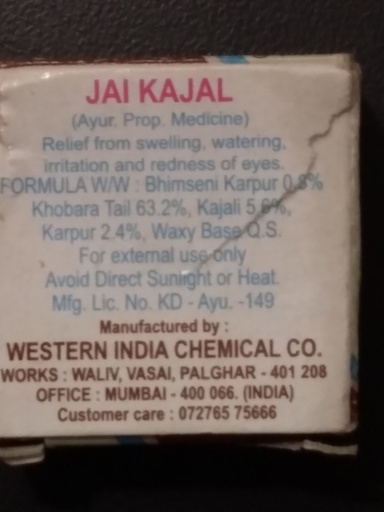 JAI KAJAL
(Ayur. Prop. Medicine)
Relief from swelling, watering,
irritation and redness of eyes.
FORMULA W/W : Bhimseni Karpur 0.8%
Khobara Tail 63.2%, Kajali 5.6%,
Karpur 2.4%, Waxy Base Q.S.
For external use only
Avoid Direct Sunlight or Heat.
Mfg. Lic. No. KD - Ayu. -149
Manufactured by :
WESTERN INDIA CHEMICAL CO.
WORKS : WALIV, VASAI, PALGHAR - 401 208
OFFICE : MUMBAI - 400 066. (INDIA)
Customer care : 072765 75666